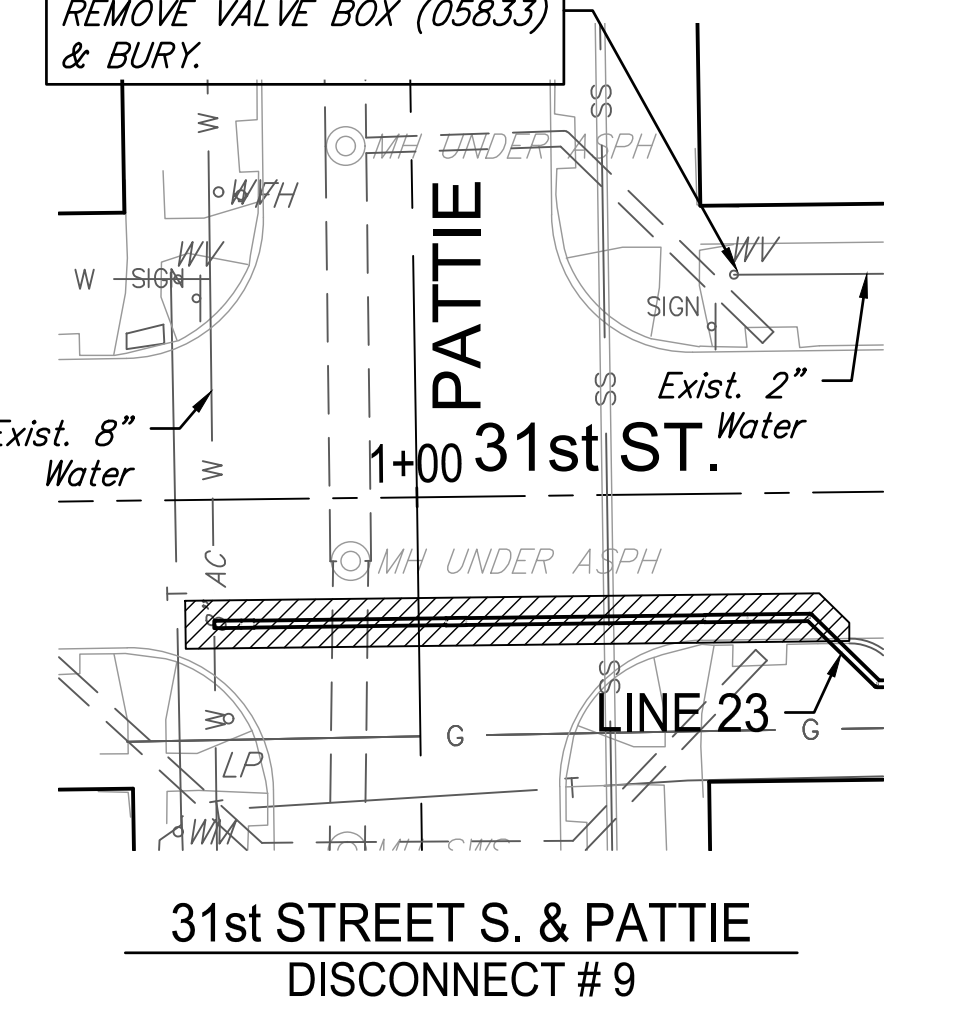 REMOVE VALVE BOX (05833)
& BURY.
W
SS
MH UNDER ASPH
WV
PATTIE
WV
W
SIGN
SIGN
Exist. 2"
Water
SS
Exist. 8"
Water
1+00
31st ST.
W
AC
MH UNDER ASPH
T
SS
LINE 23
W
G
G
LP
T
T
WM
31st STREET S. & PATTIE
DISCONNECT # 9